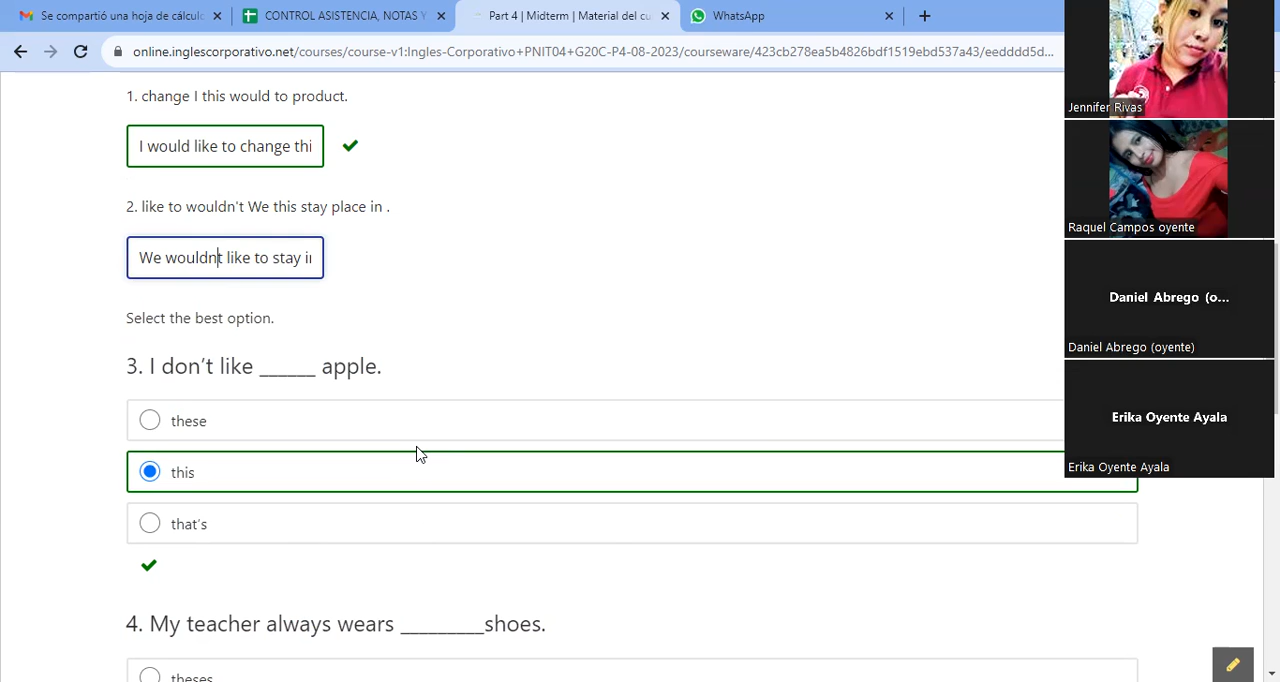 Se compartió una hoja de cálculo
CONTROL ASISTENCIA, NOTAS Y
Part 4 | Midterm | Material del cu
WhatsApp
online.inglescorporativo.net/courses/course-v1:Ingles-Corporativo+PNIT04+G20C-P4-08-2023/courseware/423cb278ea5b4826bdf1519ebd537a43/eedddd5d...
1. change I this would to product.
I would like to change thi
2. like to wouldn't We this stay place in .
We wouldnt like to stay i
Select the best option.
3. I don’t like ______ apple.
these
this
that's
4. My teacher always wears _________shoes.
theses
Jennifer Rivas
Raquel Campos oyente
Daniel Abrego (o...
Daniel Abrego (oyente)
Erika Oyente Ayala
Erika Oyente Ayala